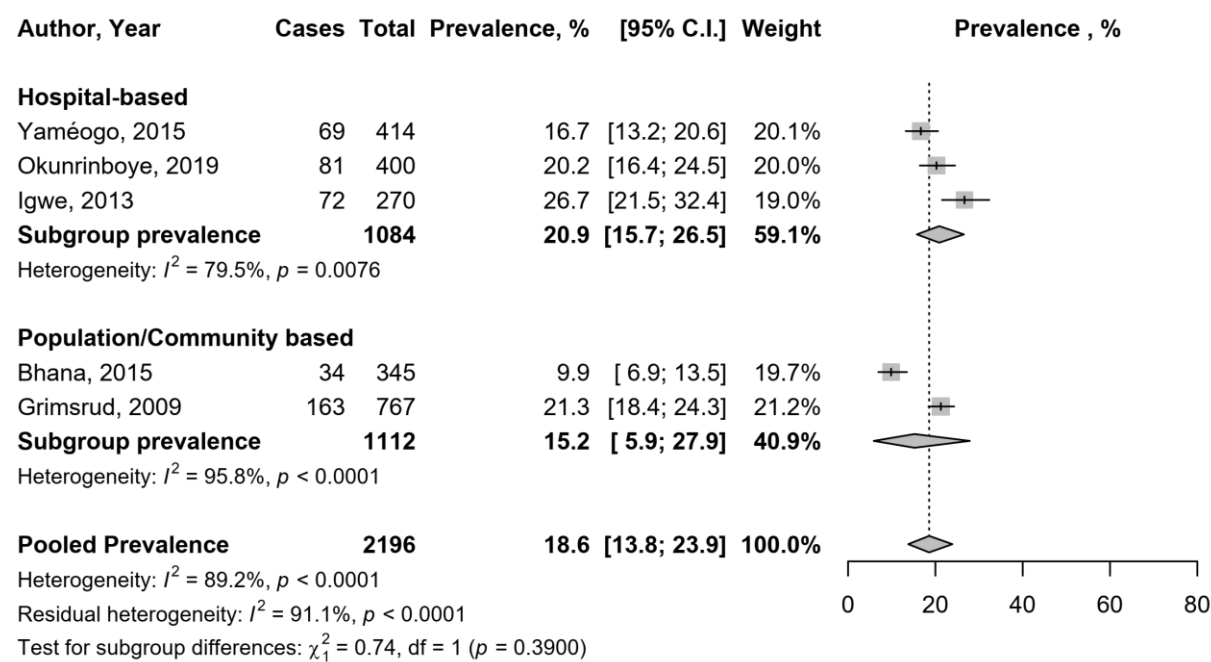 Author, Year Cases Total Prevalence, % [95% C.I.] Weight Prevalence , %
Hospital-based
Yaméogo, 2015 69 414 16.7 [13.2; 20.6] 20.1%
Okunrinboye, 2019 81 400 20.2 [16.4; 24.5] 20.0%
Igwe, 2013 72 270 26.7 [21.5; 32.4] 19.0%
Subgroup prevalence 1084 20.9 [15.7; 26.5] 59.1%
Heterogeneity: I² = 79.5%, p = 0.0076
Population/Community based
Bhana, 2015 34 345 9.9 [ 6.9; 13.5] 19.7%
Grimsrud, 2009 163 767 21.3 [18.4; 24.3] 21.2%
Subgroup prevalence 1112 15.2 [ 5.9; 27.9] 40.9%
Heterogeneity: I² = 95.8%, p < 0.0001
Pooled Prevalence 2196 18.6 [13.8; 23.9] 100.0%
Heterogeneity: I² = 89.2%, p < 0.0001
Residual heterogeneity: I² = 91.1%, p < 0.0001
Test for subgroup differences: χ²₁ = 0.74, df = 1 (p = 0.3900)
0 20 40 60 80